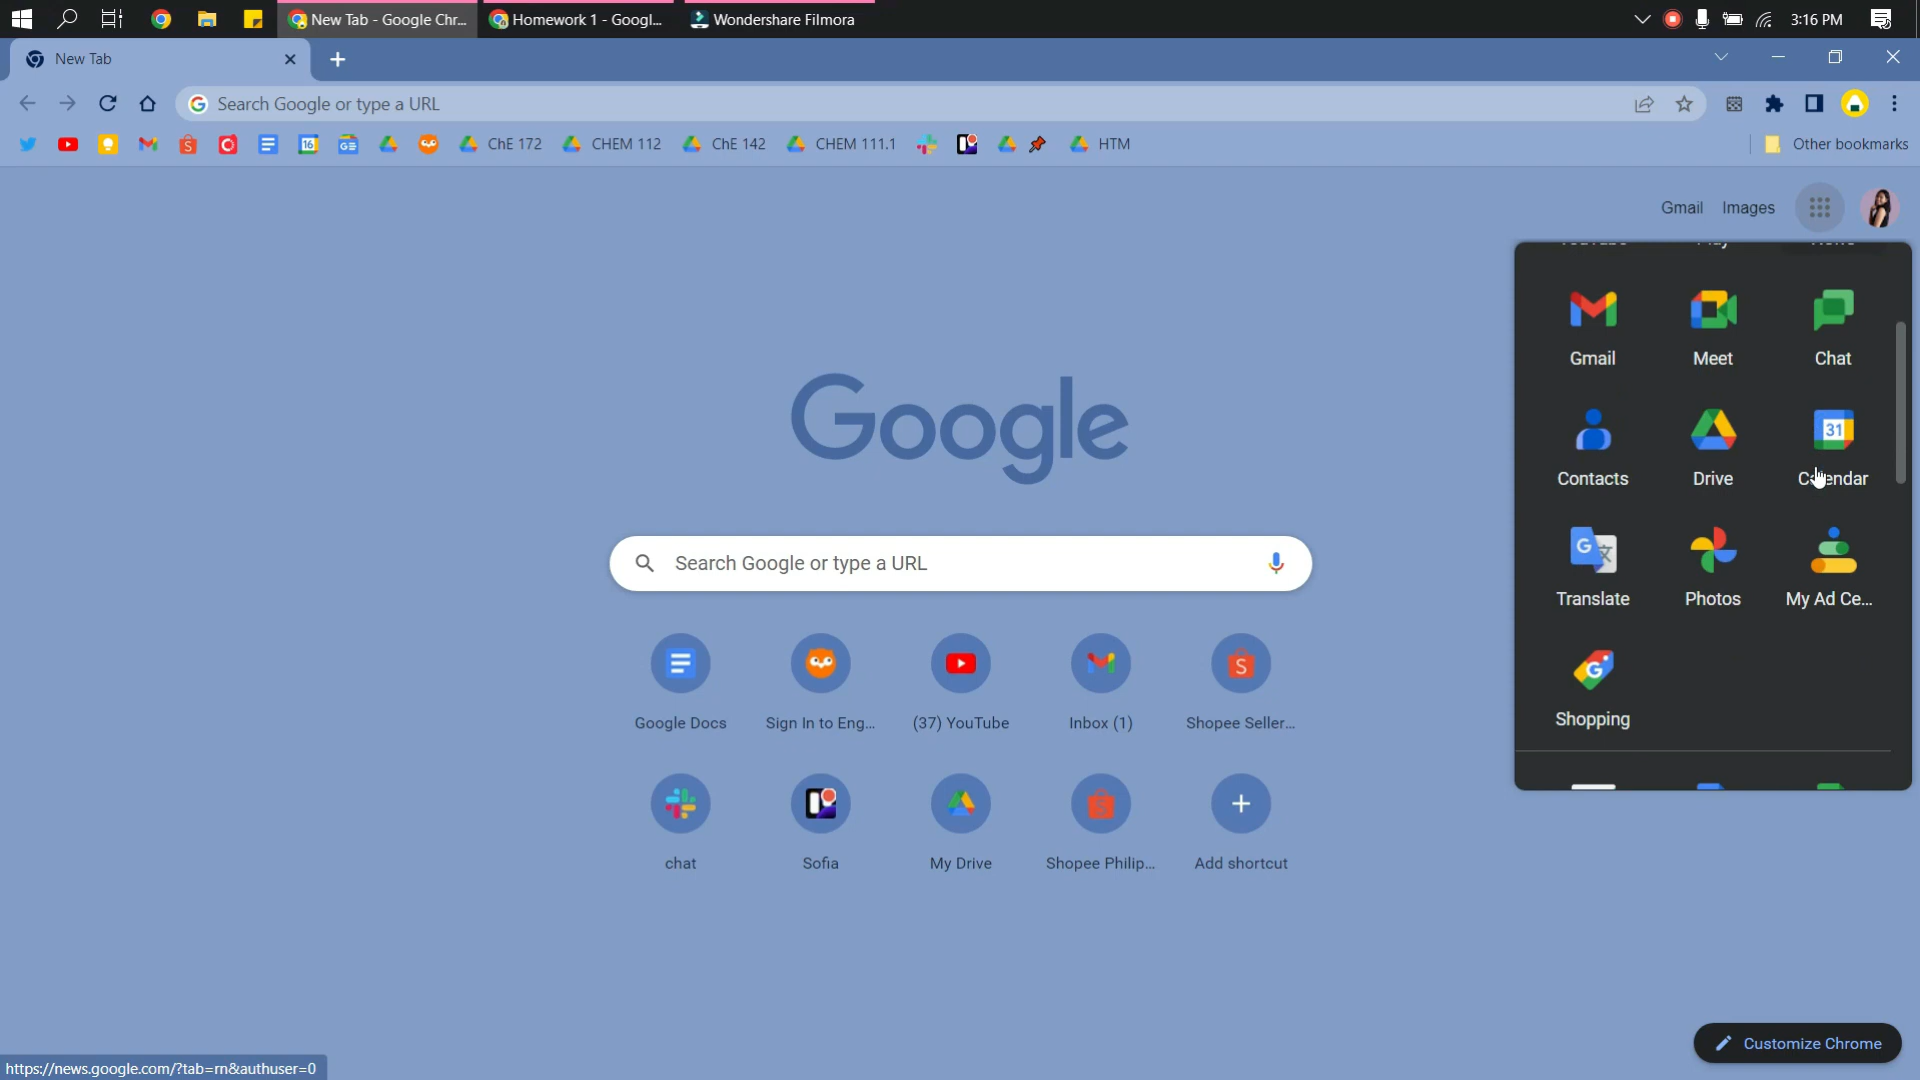 New Tab - Google Chr...
Homework 1 - Googl...
Wondershare Filmora
3:16 PM
New Tab
Search Google or type a URL
16
ChE 172
CHEM 112
ChE 142
CHEM 111.1
HTM
Other bookmarks
Gmail
Images
Gmail
Meet
Chat
31
Contacts
Drive
Calendar
Translate
Photos
My Ad Ce...
Shopping
Google
Search Google or type a URL
Google Docs
Sign In to Eng...
(37) YouTube
Inbox (1)
Shopee Seller...
chat
Sofia
My Drive
Shopee Philip...
Add shortcut
Customize Chrome
https://news.google.com/?tab=rn&authuser=0